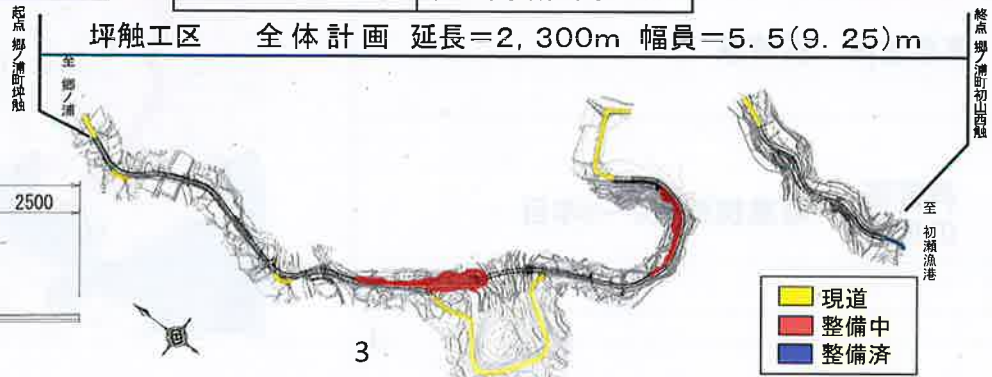 起点 郷ノ浦町坪触
坪触工区 全体計画 延長=2,300m 幅員=5.5(9.25)m
終点 郷ノ浦町初山西触
至 郷ノ浦
2500
至 初瀬漁港
3
現道
整備中
整備済